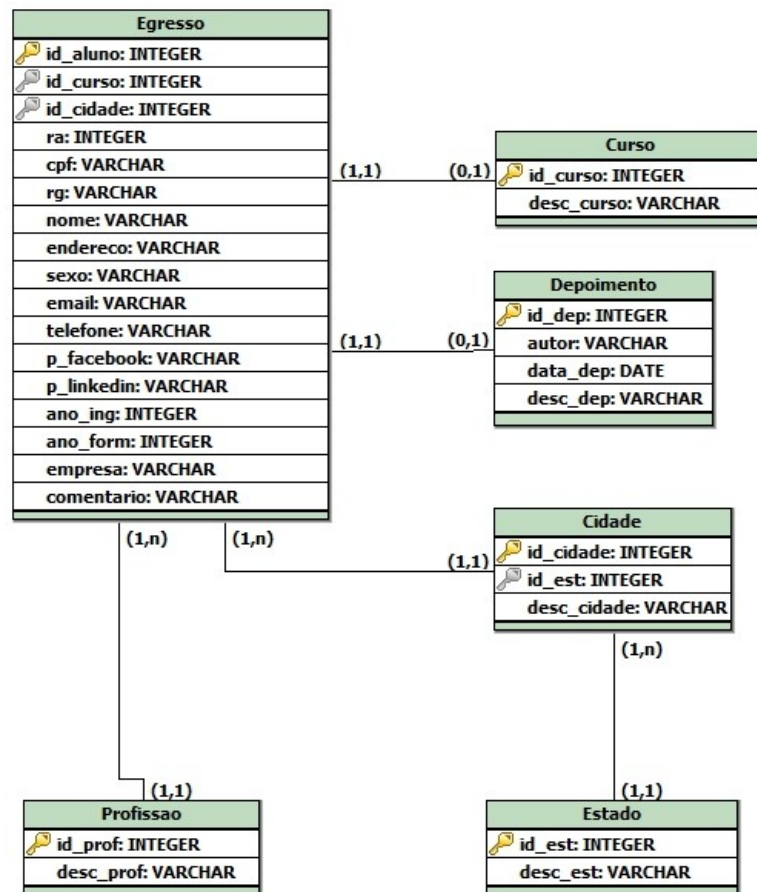 Egresso
id_aluno: INTEGER
id_curso: INTEGER
id_cidade: INTEGER
ra: INTEGER
cpf: VARCHAR
rg: VARCHAR
nome: VARCHAR
endereco: VARCHAR
sexo: VARCHAR
email: VARCHAR
telefone: VARCHAR
p_facebook: VARCHAR
p_linkedin: VARCHAR
ano_ing: INTEGER
ano_form: INTEGER
empresa: VARCHAR
comentario: VARCHAR
(1,1) (0,1)
Curso
id_curso: INTEGER
desc_curso: VARCHAR
(1,1) (0,1)
Depoimento
id_dep: INTEGER
autor: VARCHAR
data_dep: DATE
desc_dep: VARCHAR
(1,n) (1,n)
(1,1)
Cidade
id_cidade: INTEGER
id_est: INTEGER
desc_cidade: VARCHAR
(1,n)
(1,1)
Profissao
id_prof: INTEGER
desc_prof: VARCHAR
(1,1)
Estado
id_est: INTEGER
desc_est: VARCHAR